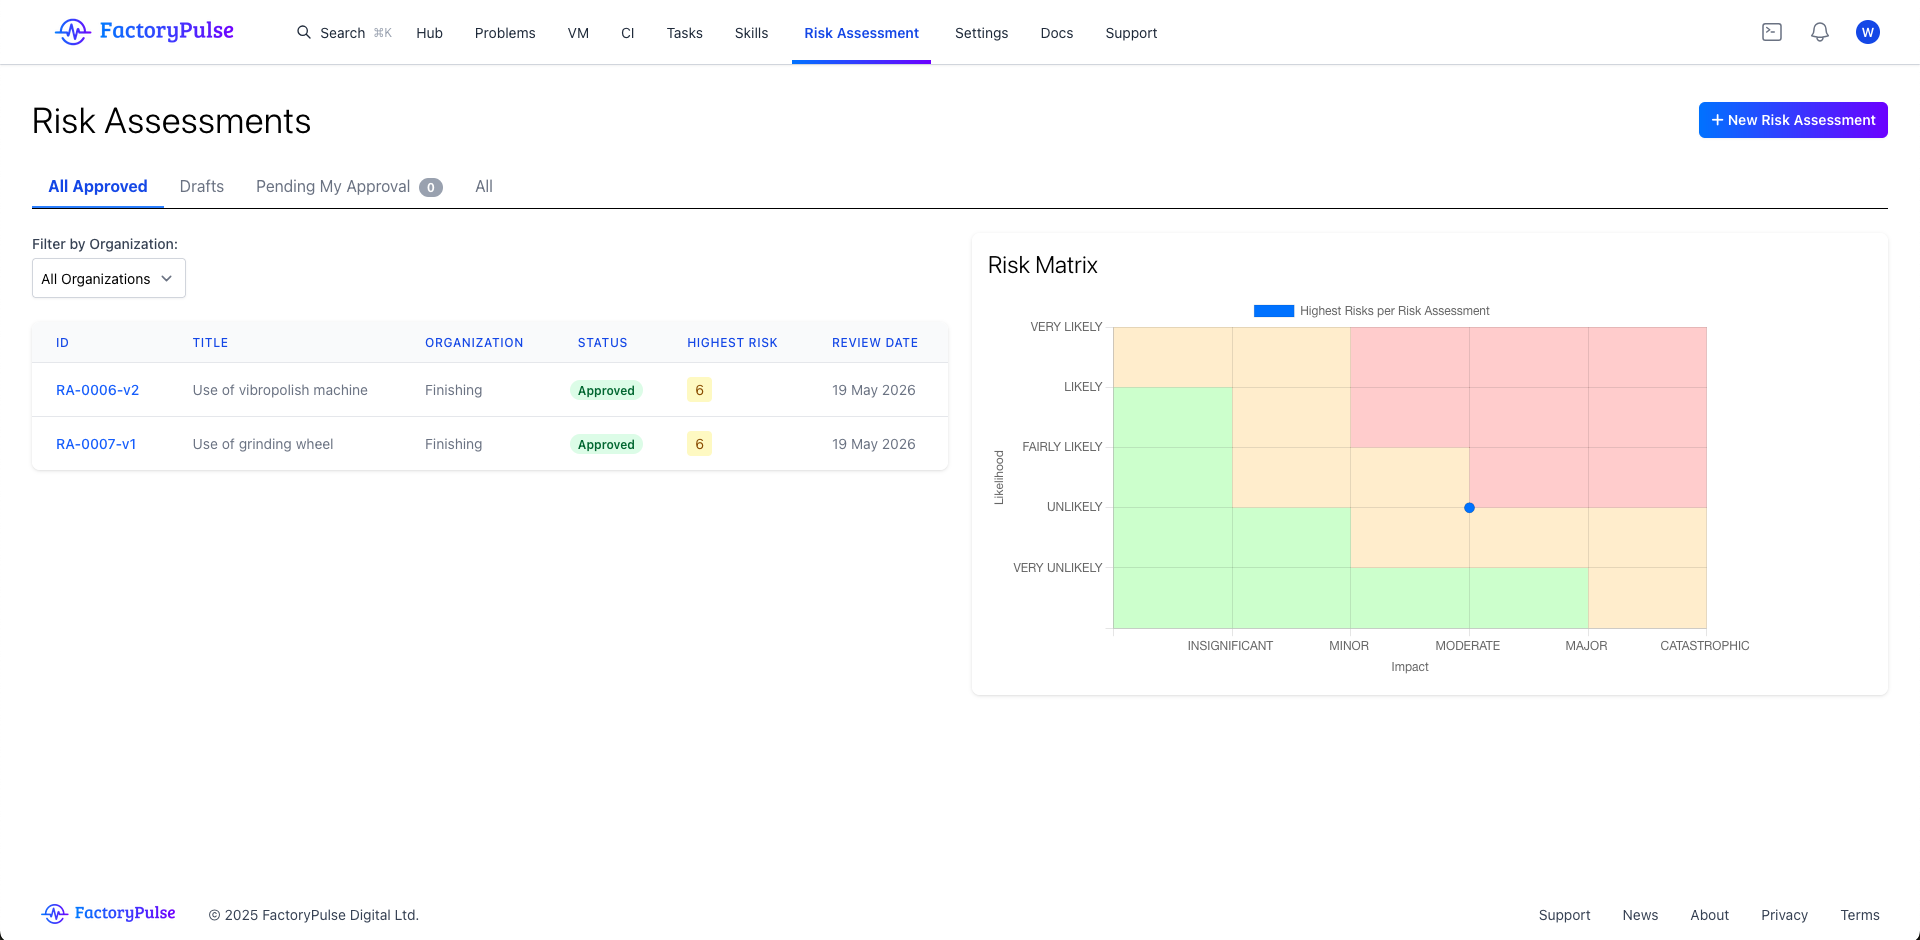 FactoryPulse
Search ⌘K Hub Problems VM CI Tasks Skills Risk Assessment Settings Docs Support W
Risk Assessments
+ New Risk Assessment
All Approved Drafts Pending My Approval 0 All
Filter by Organization:
All Organizations
ID TITLE ORGANIZATION STATUS HIGHEST RISK REVIEW DATE
RA-0006-v2 Use of vibropolish machine Finishing Approved 6 19 May 2026
RA-0007-v1 Use of grinding wheel Finishing Approved 6 19 May 2026
Risk Matrix
Highest Risks per Risk Assessment
VERY LIKELY
LIKELY
FAIRLY LIKELY
UNLIKELY
VERY UNLIKELY
Likelihood
INSIGNIFICANT MINOR MODERATE MAJOR CATASTROPHIC
Impact
FactoryPulse © 2025 FactoryPulse Digital Ltd. Support News About Privacy Terms